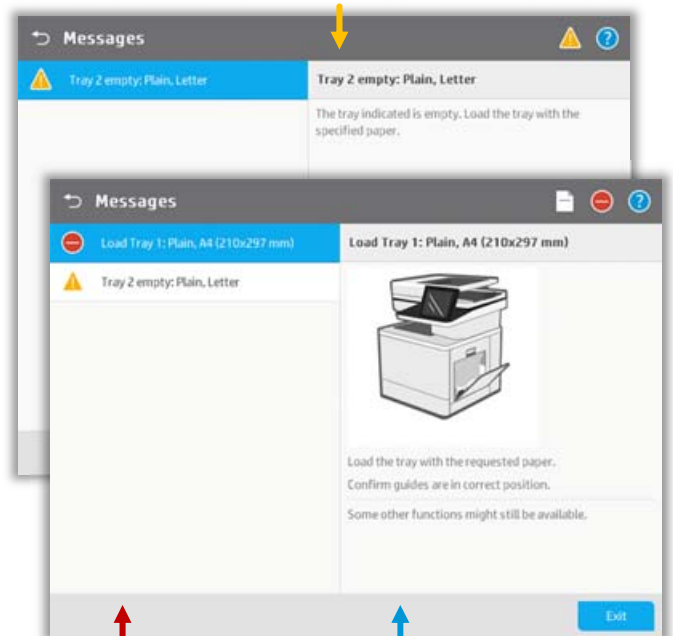 Messages
Tray 2 empty: Plain, Letter
Tray 2 empty: Plain, Letter
The tray indicated is empty. Load the tray with the
specified paper.
Messages
Load Tray 1: Plain, A4 (210x297 mm)
Tray 2 empty: Plain, Letter
Load Tray 1: Plain, A4 (210x297 mm)
Load the tray with the requested paper.
Confirm guides are in correct position.
Some other functions might still be available.
Exit